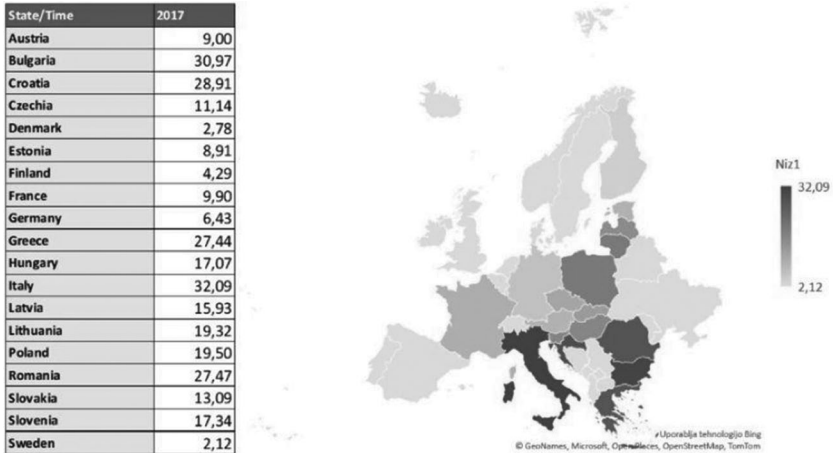 State/Time 2017
Austria 9,00
Bulgaria 30,97
Croatia 28,91
Czechia 11,14
Denmark 2,78
Estonia 8,91
Finland 4,29
France 9,90
Germany 6,43
Greece 27,44
Hungary 17,07
Italy 32,09
Latvia 15,93
Lithuania 19,32
Poland 19,50
Romania 27,47
Slovakia 13,09
Slovenia 17,34
Sweden 2,12
Niz1
32,09
2,12
Uporablja tehnologijo Bing
© GeoNames, Microsoft, OpenPlaces, OpenStreetMap, TomTom